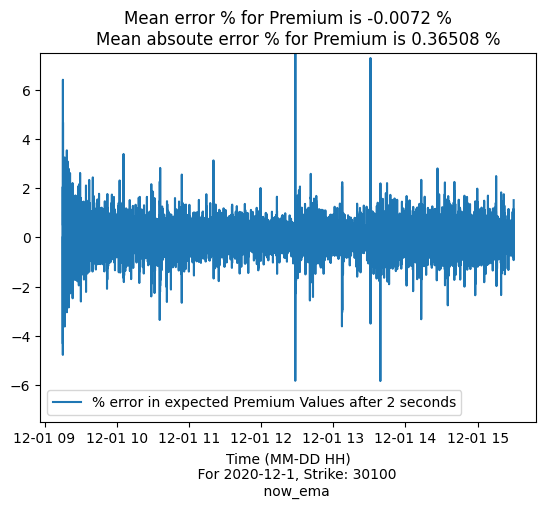 Mean error % for Premium is -0.0072 %
Mean absoute error % for Premium is 0.36508 %
6
4
2
0
−2
−4
−6
% error in expected Premium Values after 2 seconds
12-01 09 12-01 10 12-01 11 12-01 12 12-01 13 12-01 14 12-01 15
Time (MM-DD HH)
For 2020-12-1, Strike: 30100
now_ema